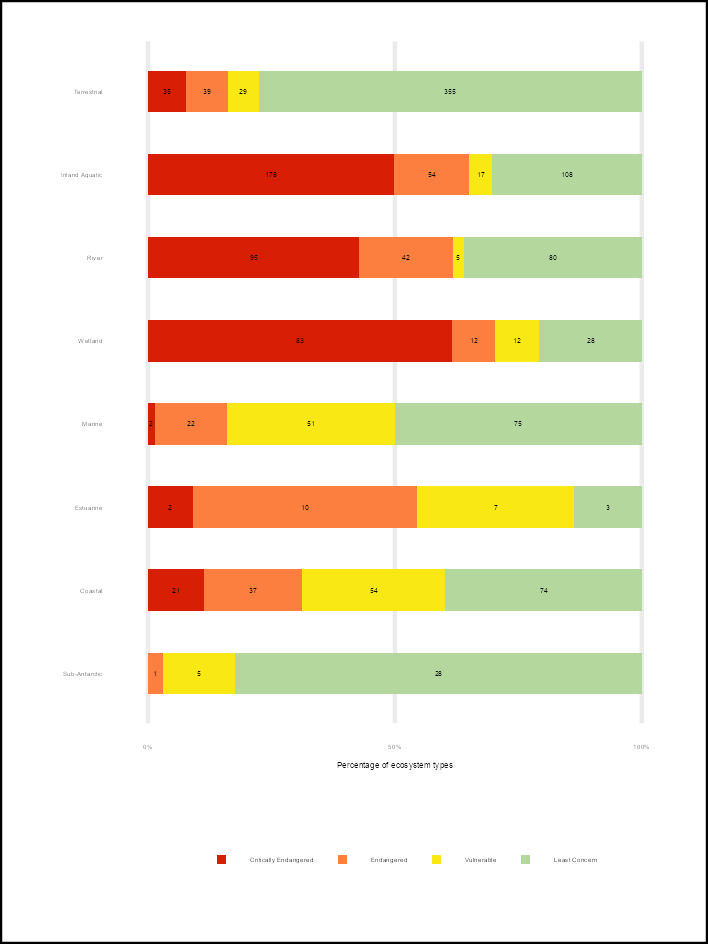 Terrestrial 35 39 29 355
Inland Aquatic 178 54 17 108
River 95 42 5 80
Wetland 83 12 12 28
Marine 2 22 51 75
Estuarine 2 10 7 3
Coastal 21 37 54 74
Sub-Antarctic 1 5 28
0% 50% 100%
Percentage of ecosystem types
Critically Endangered Endangered Vulnerable Least Concern